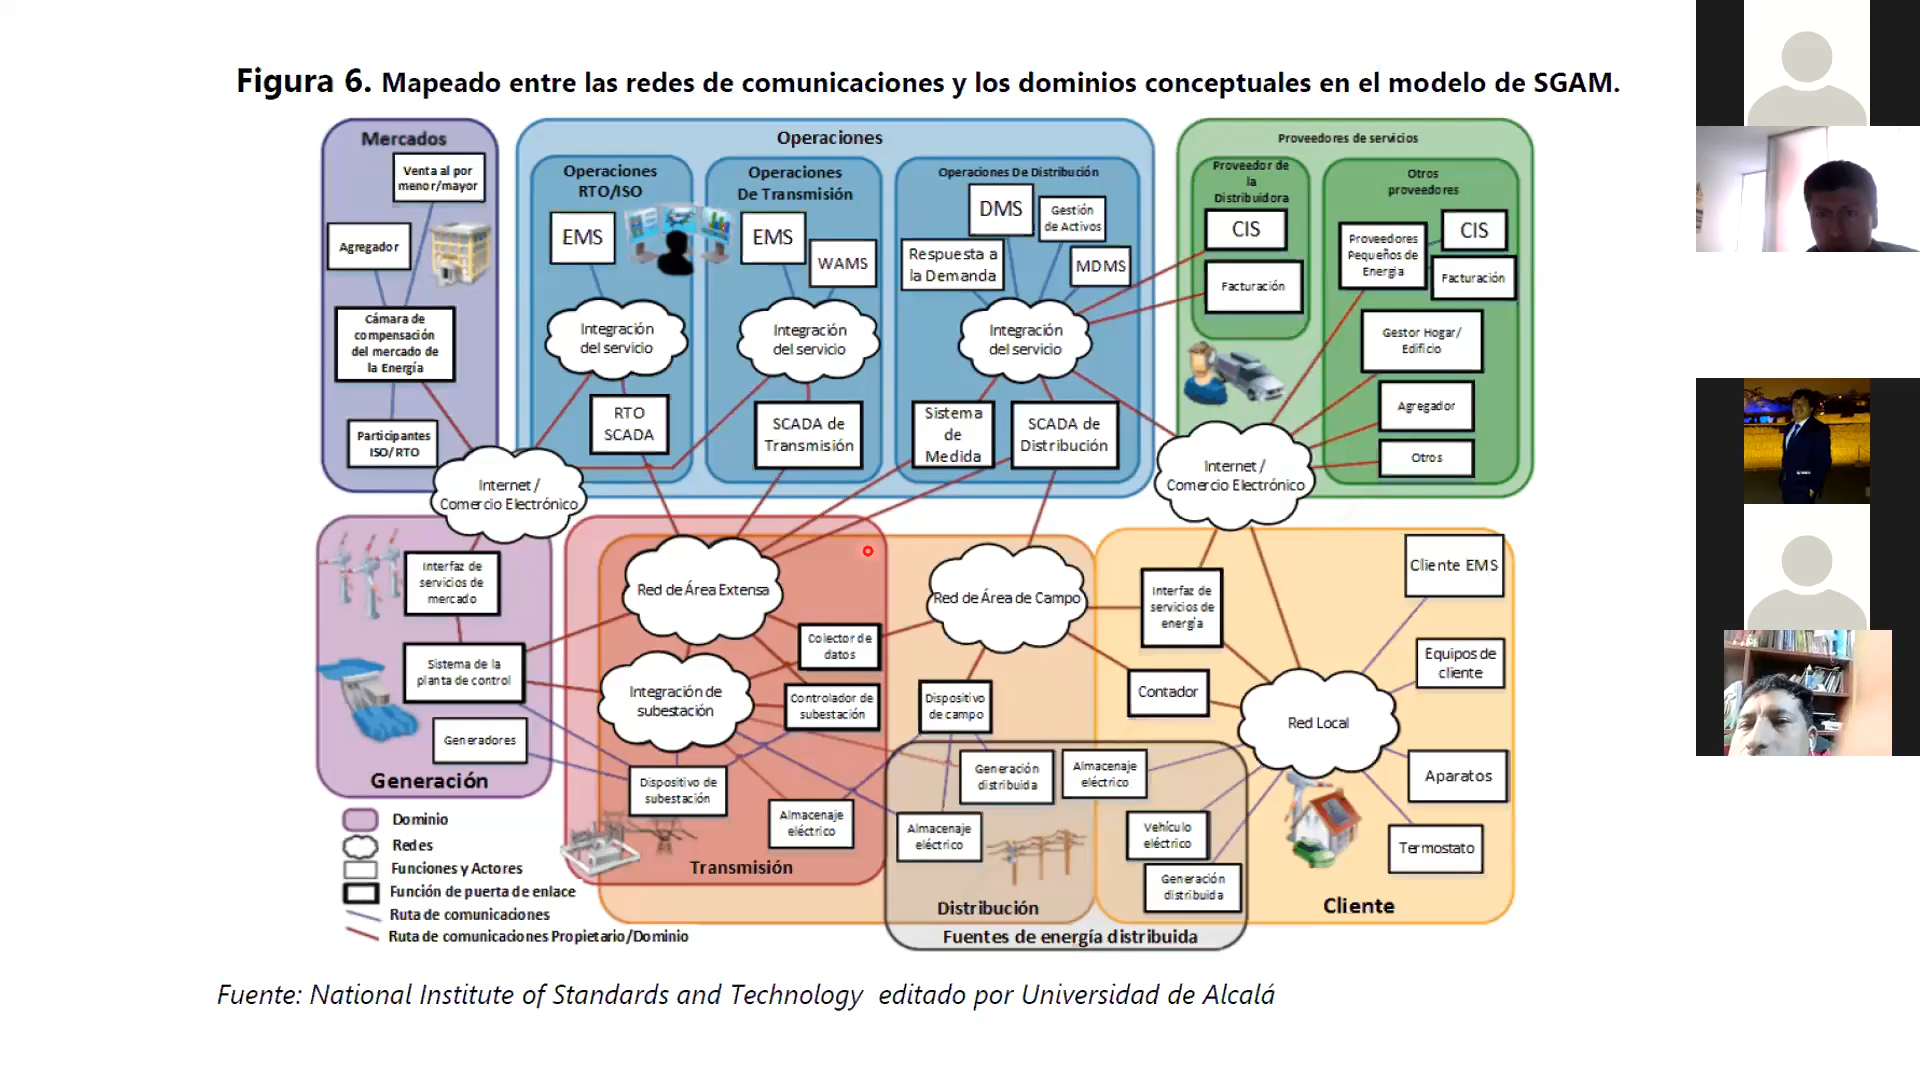 Figura 6. Mapeado entre las redes de comunicaciones y los dominios conceptuales en el modelo de SGAM.
Mercados
Venta al por
menor/mayor
Agregador
Cámara de
compensación
del mercado de
la Energía
Participantes
ISO/RTO
Operaciones
Operaciones
RTO/ISO
EMS
Integración
del servicio
RTO
SCADA
Operaciones
De Transmisión
EMS
WAMS
Integración
del servicio
SCADA de
Transmisión
Operaciones De Distribución
DMS
Gestión
de Activos
Respuesta a
la Demanda
MDMS
Integración
del servicio
Sistema
de
Medida
SCADA de
Distribución
Proveedores de servicios
Proveedor de
la
Distribuidora
CIS
Facturación
Otros
proveedores
Proveedores
Pequeños de
Energía
CIS
Facturación
Gestor Hogar/
Edificio
Agregador
Otros
Internet /
Comercio Electrónico
Internet /
Comercio Electrónico
Interfaz de
servicios de
mercado
Sistema de la
planta de control
Generadores
Generación
Red de Área Extensa
Integración de
subestación
Colector de
datos
Controlador de
subestación
Dispositivo de
subestación
Almacenaje
eléctrico
Transmisión
Red de Área de Campo
Dispositivo
de campo
Generación
distribuida
Almacenaje
eléctrico
Distribución
Almacenaje
eléctrico
Vehículo
eléctrico
Generación
distribuida
Fuentes de energía distribuida
Interfaz de
servicios de
energía
Contador
Red Local
Cliente EMS
Equipos de
cliente
Aparatos
Termostato
Cliente
Dominio
Redes
Funciones y Actores
Función de puerta de enlace
Ruta de comunicaciones
Ruta de comunicaciones Propietario/Dominio
Fuente: National Institute of Standards and Technology editado por Universidad de Alcalá